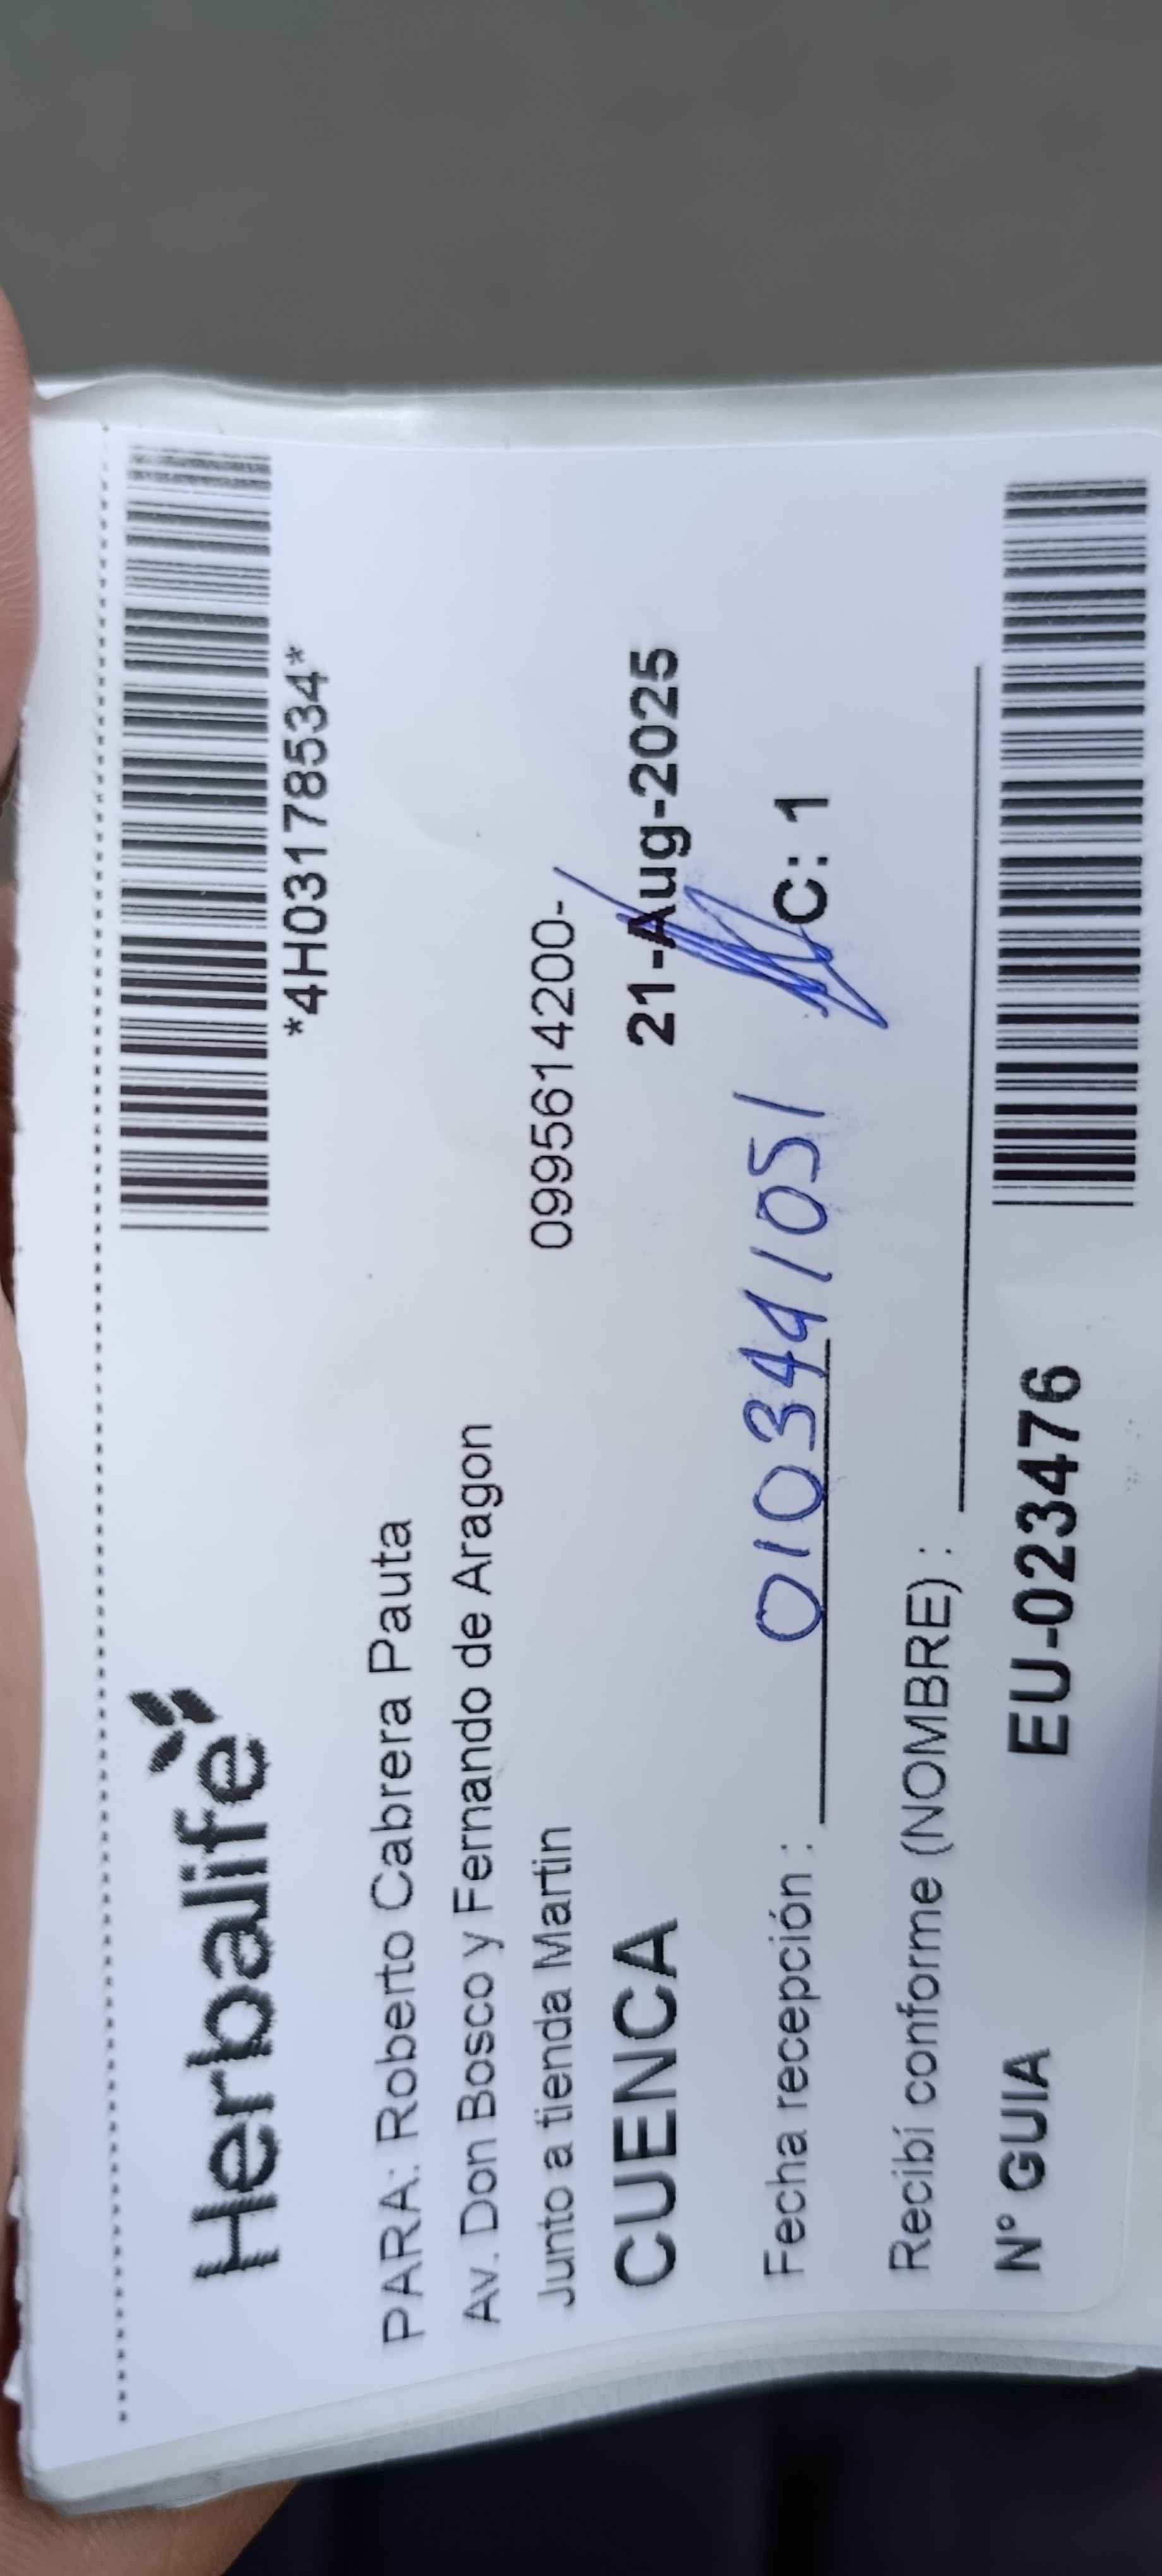 Herbalife
*4H03178534*
PARA: Roberto Cabrera Pauta
Av. Don Bosco y Fernando de Aragon
Junto a tienda Martin 0995614200-
CUENCA 21-Aug-2025
Fecha recepción : 0103441051 C: 1
Recibí conforme (NOMBRE) :
N° GUIA EU-023476